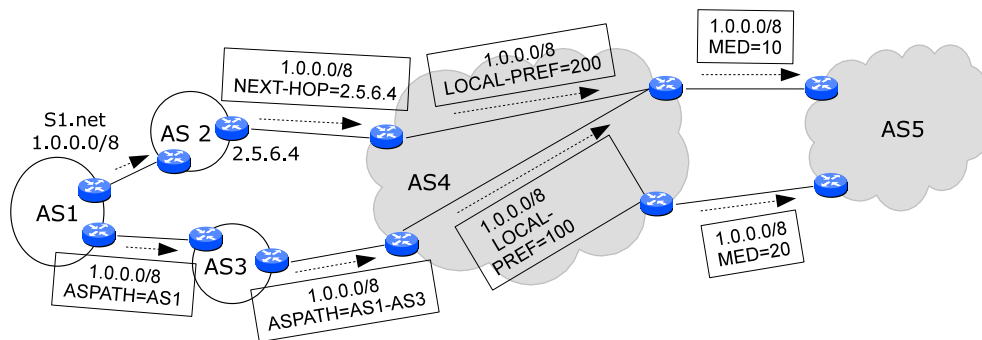 1.0.0.0/8
NEXT-HOP=2.5.6.4
1.0.0.0/8
LOCAL-PREF=200
1.0.0.0/8
MED=10
S1.net
1.0.0.0/8
AS 2
2.5.6.4
AS4
AS5
AS1
AS3
1.0.0.0/8
ASPATH=AS1
1.0.0.0/8
ASPATH=AS1-AS3
1.0.0.0/8
LOCAL-
PREF=100
1.0.0.0/8
MED=20